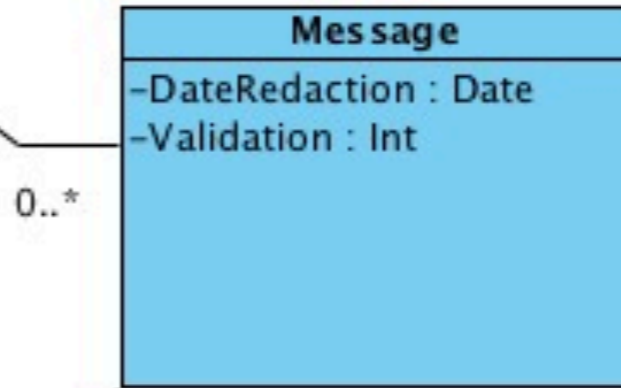 Message
-DateRedaction : Date
-Validation : Int
0..*